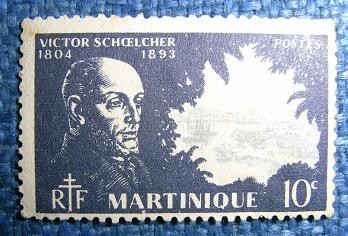 VICTOR SCHŒLCHER
1804 1893
POSTES
RF MARTINIQUE 10c